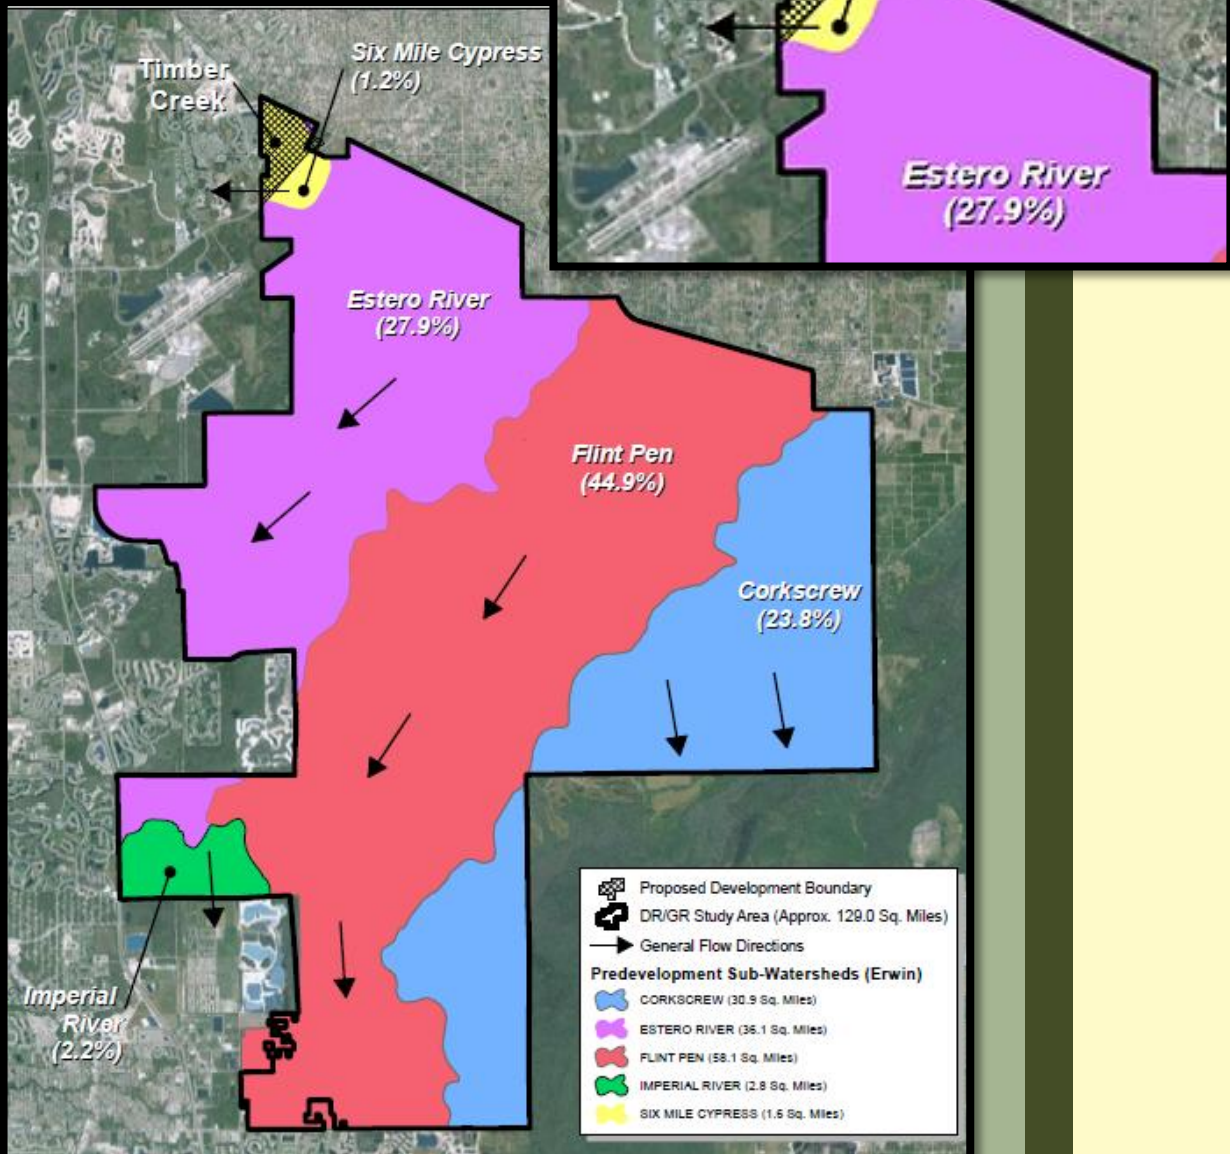 Timber
Creek
Six Mile Cypress
(1.2%)
Estero River
(27.9%)
Estero River
(27.9%)
Flint Pen
(44.9%)
Corkscrew
(23.8%)
Imperial
River
(2.2%)
Proposed Development Boundary
DR/GR Study Area (Approx. 129.0 Sq. Miles)
General Flow Directions
Predevelopment Sub-Watersheds (Erwin)
CORKSCREW (30.9 Sq. Miles)
ESTERO RIVER (36.1 Sq. Miles)
FLINT PEN (58.1 Sq. Miles)
IMPERIAL RIVER (2.8 Sq. Miles)
SIX MILE CYPRESS (1.6 Sq. Miles)